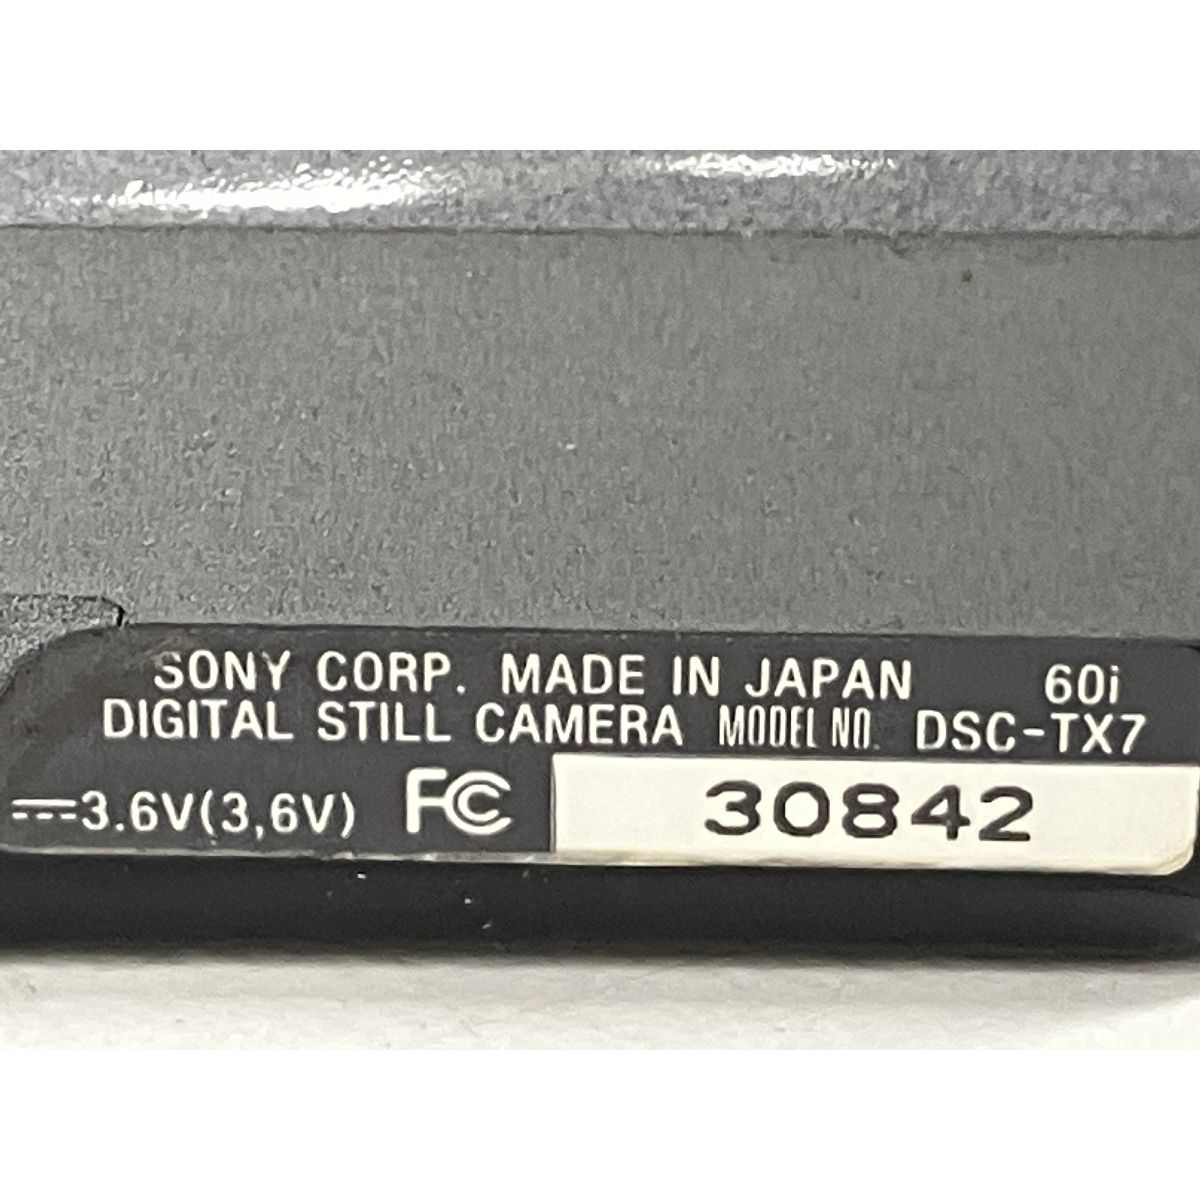 SONY CORP. MADE IN JAPAN 60i
DIGITAL STILL CAMERA MODEL NO. DSC-TX7
3.6V(3,6V) FC 30842